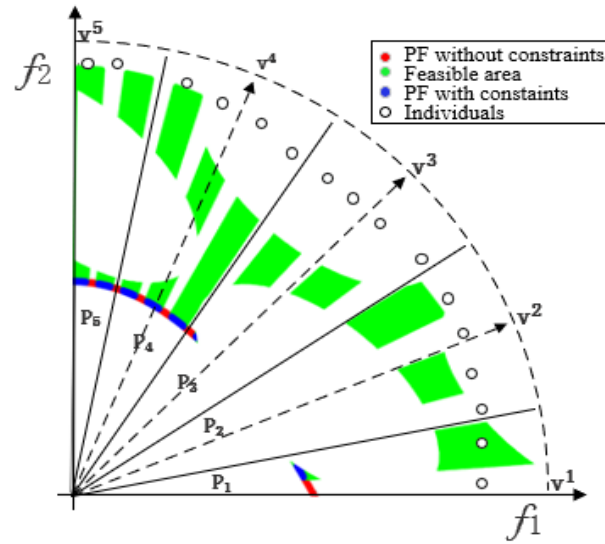 v5
f2
v4
PF without constraints
Feasible area
PF with constaints
Individuals
v3
P5
P4
P3
v2
P2
P1
v1
f1